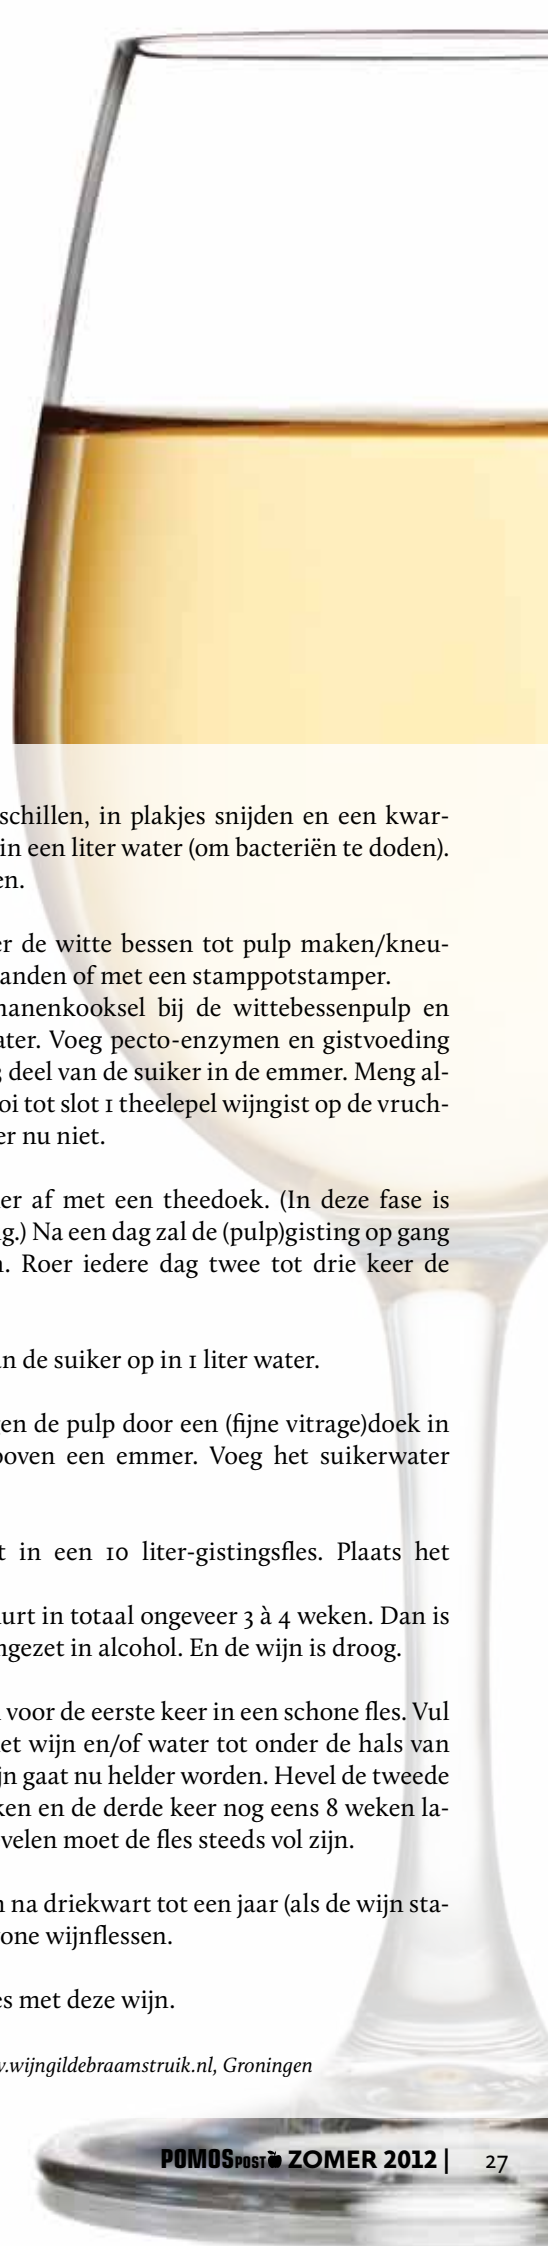 schillen, in plakjes snijden en een kwar-
in een liter water (om bacteriën te doden).
en.
er de witte bessen tot pulp maken/kneu-
anden of met een stamppotstamper.
nanenkooksel bij de wittebessenpulp en
ater. Voeg pecto-enzymen en gistvoeding
deel van de suiker in de emmer. Meng al-
oi tot slot 1 theelepel wijngist op de vruch-
er nu niet.
er af met een theedoek. (In deze fase is
g.) Na een dag zal de (pulp)gisting op gang
n. Roer iedere dag twee tot drie keer de
an de suiker op in 1 liter water.
en de pulp door een (fijne vitrage)doek in
boven een emmer. Voeg het suikerwater
t in een 10 liter-gistingsfles. Plaats het
urt in totaal ongeveer 3 à 4 weken. Dan is
ngezet in alcohol. En de wijn is droog.
voor de eerste keer in een schone fles. Vul
et wijn en/of water tot onder de hals van
jn gaat nu helder worden. Hevel de tweede
ken en de derde keer nog eens 8 weken la-
velen moet de fles steeds vol zijn.
n na driekwart tot een jaar (als de wijn sta-
one wijnflessen.
es met deze wijn.
w.wijngildebraamstruik.nl, Groningen
POMOSPOST ZOMER 2012 | 27